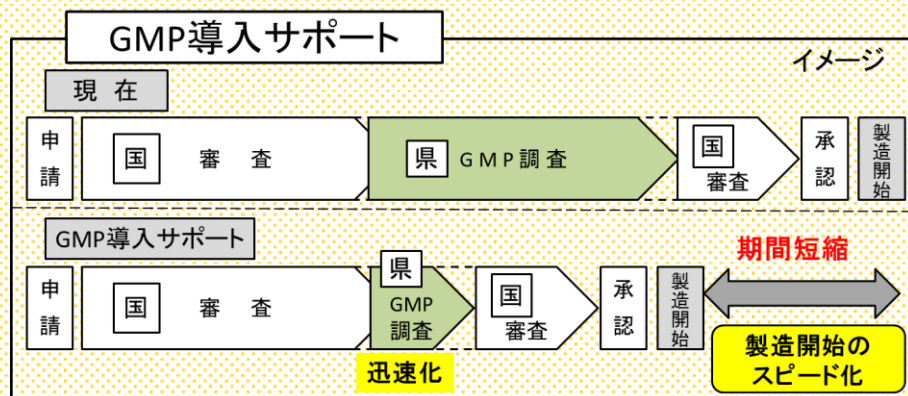 GMP導入サポート
イメージ
現 在
申請
国 審 査
県 GMP調査
国
審査
承認
製造開始
GMP導入サポート
期間短縮
申請
国 審 査
県
GMP
調査
国
審査
承認
製造開始
迅速化
製造開始の
スピード化